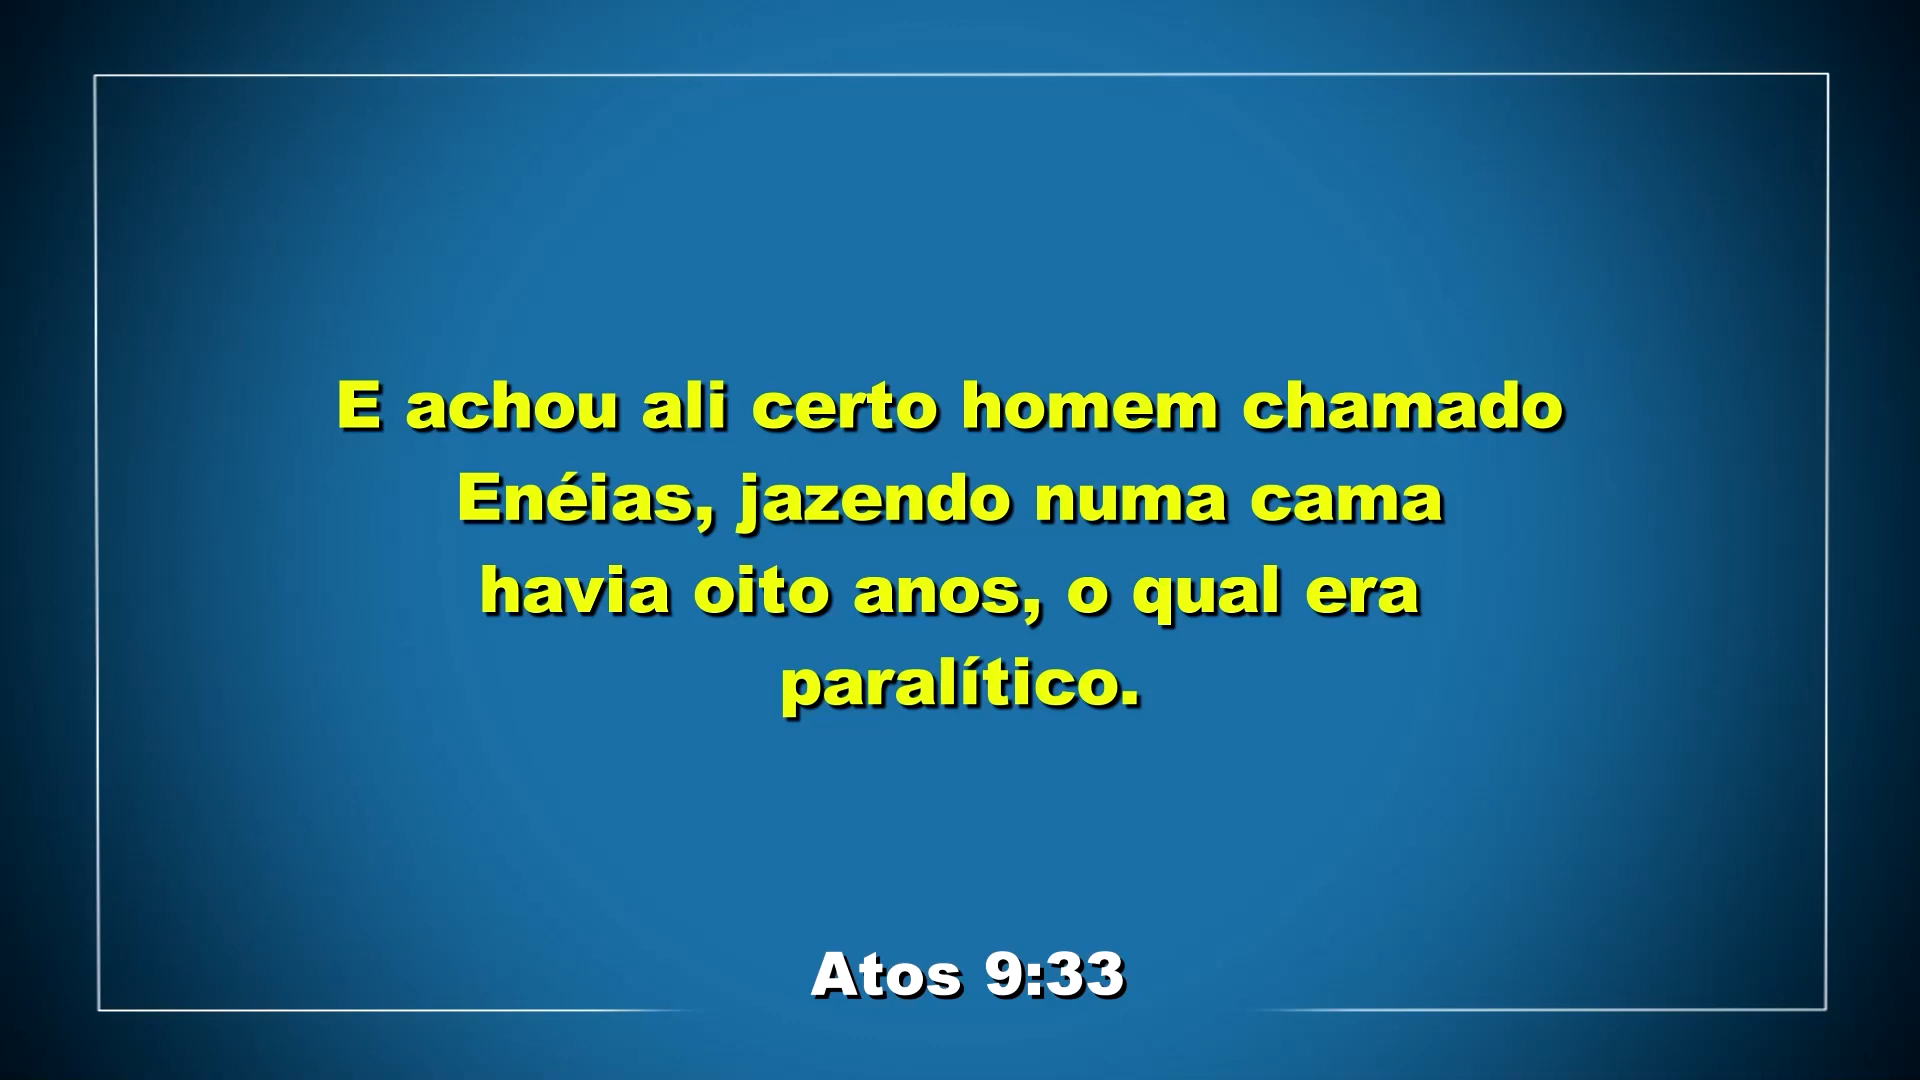 E achou ali certo homem chamado
Enéias, jazendo numa cama
havia oito anos, o qual era
paralítico.
Atos 9:33